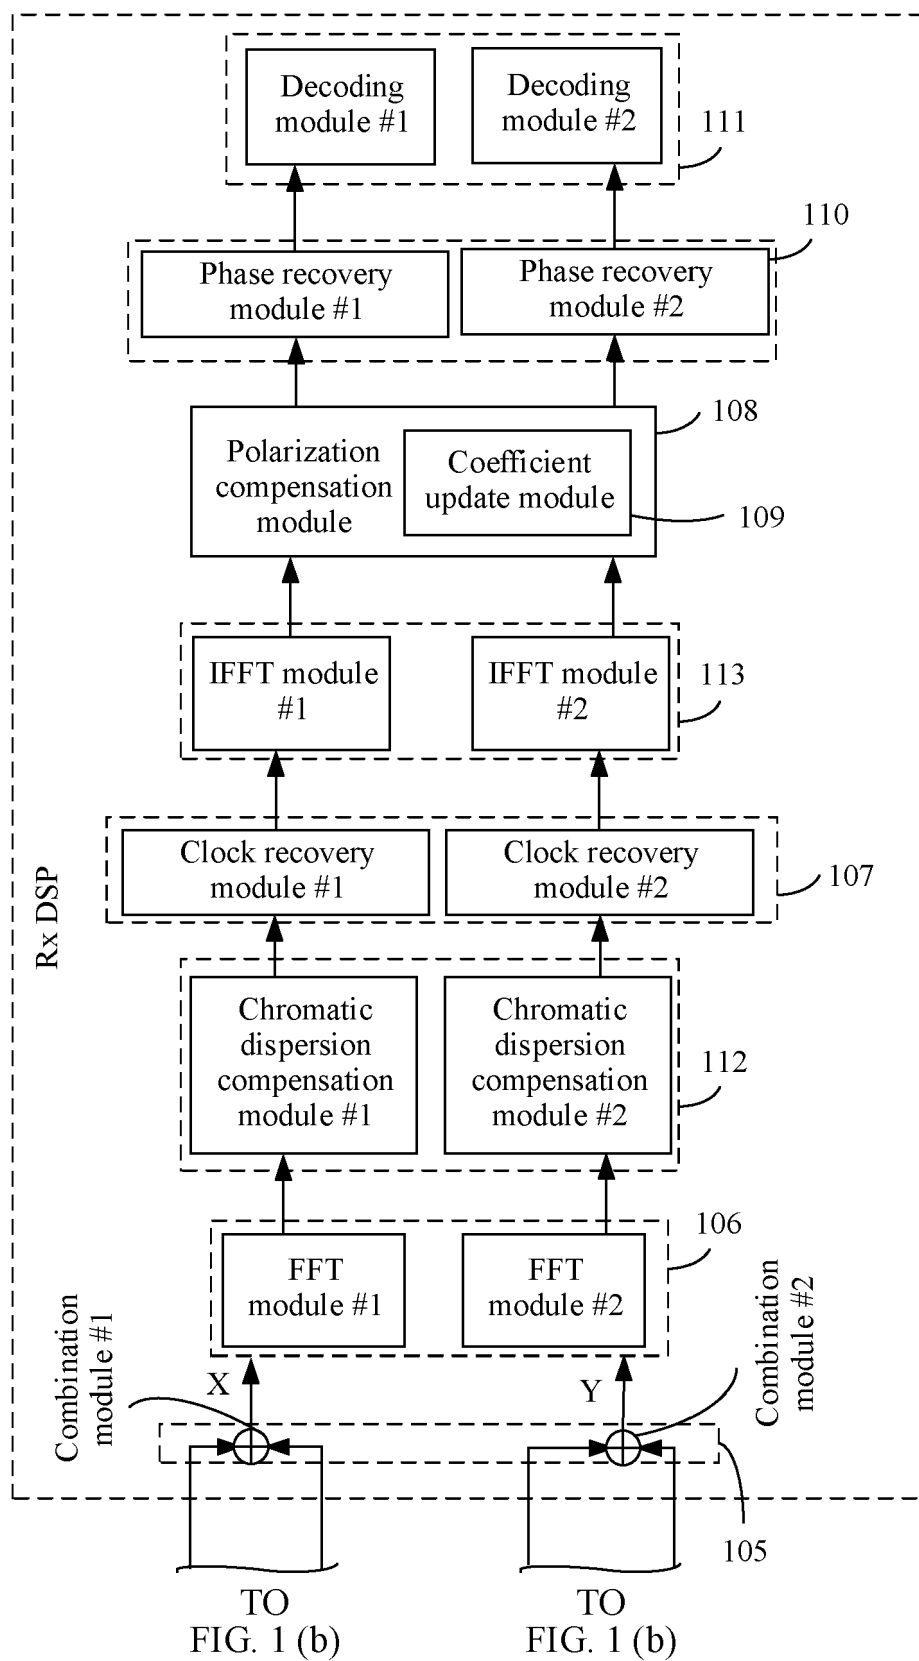 Decoding
module #1
Decoding
module #2
111
110
Phase recovery
module #1
Phase recovery
module #2
108
Polarization
compensation
module
Coefficient
update module
109
IFFT module
#1
IFFT module
#2
113
Clock recovery
module #1
Clock recovery
module #2
107
Rx DSP
Chromatic
dispersion
compensation
module #1
Chromatic
dispersion
compensation
module #2
112
106
FFT
module #1
FFT
module #2
Combination
module #1
Combination
module #2
X
Y
105
TO
FIG. 1 (b)
TO
FIG. 1 (b)